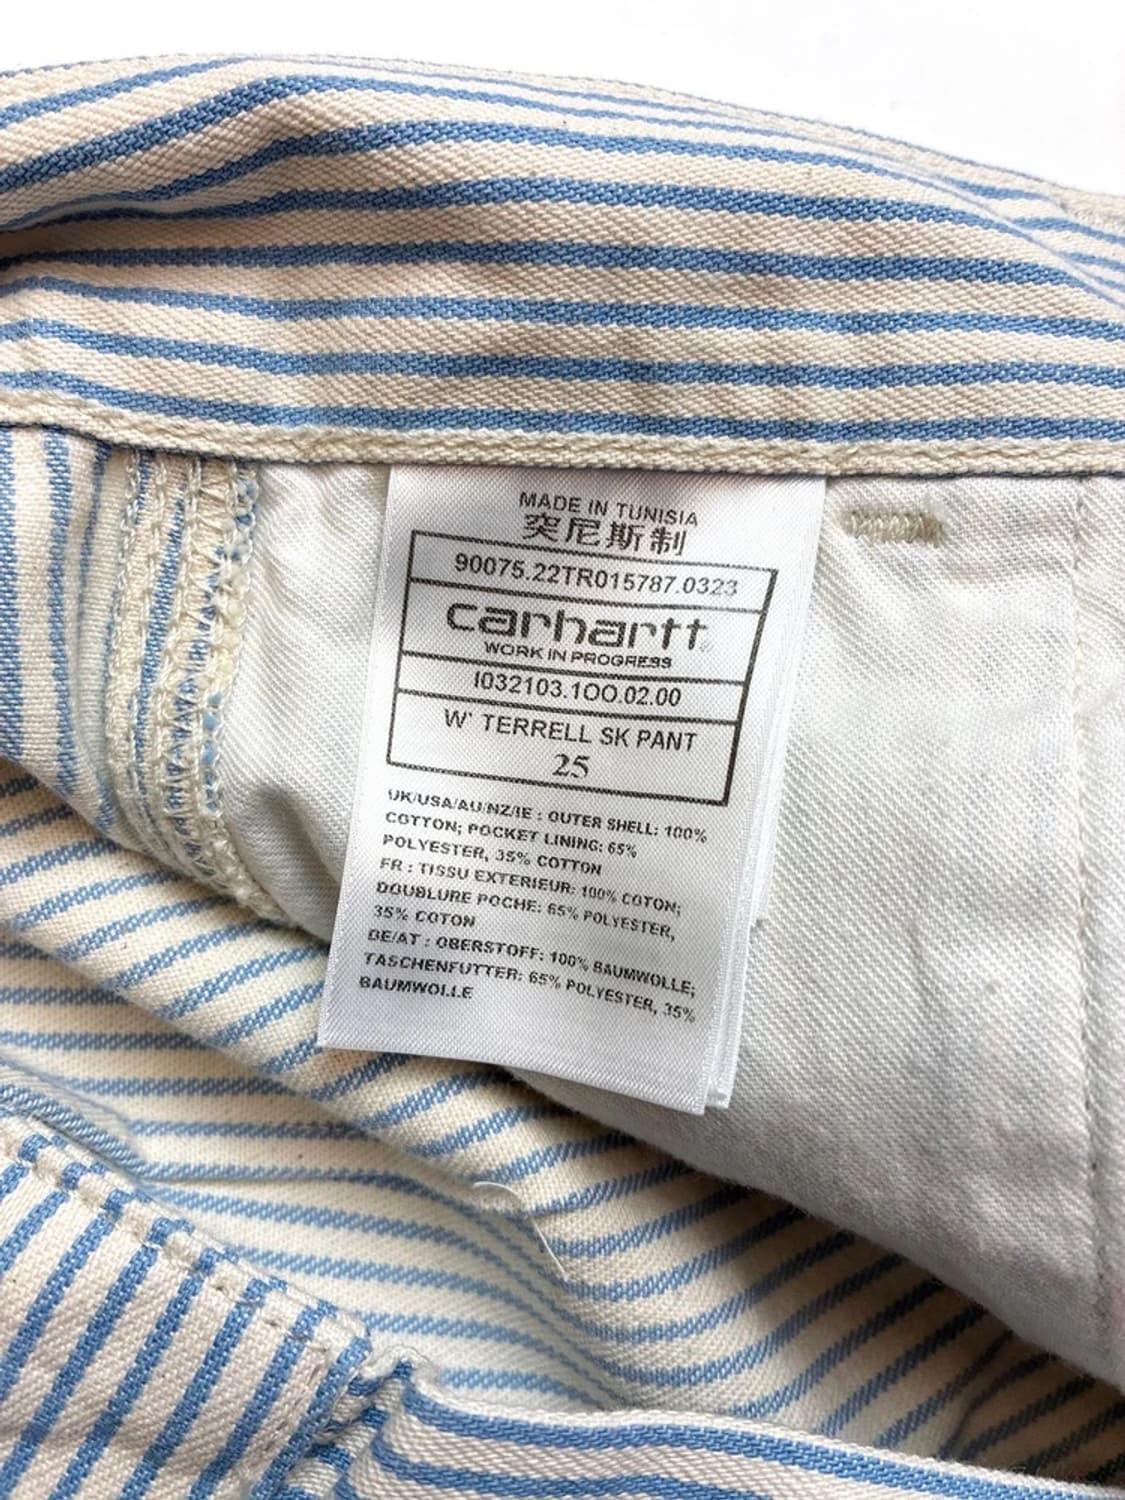 MADE IN TUNISIA
突尼斯制
90075.22TR015787.0323
carhartt
WORK IN PROGRESS
I032103.1OO.02.00
W' TERRELL SK PANT
25
UK/USA/AU/NZ/IE : OUTER SHELL: 100%
COTTON; POCKET LINING: 65%
POLYESTER, 35% COTTON
FR : TISSU EXTERIEUR: 100% COTON;
DOUBLURE POCHE: 65% POLYESTER,
35% COTON
DE/AT : OBERSTOFF: 100% BAUMWOLLE;
TASCHENFUTTER: 65% POLYESTER, 35%
BAUMWOLLE